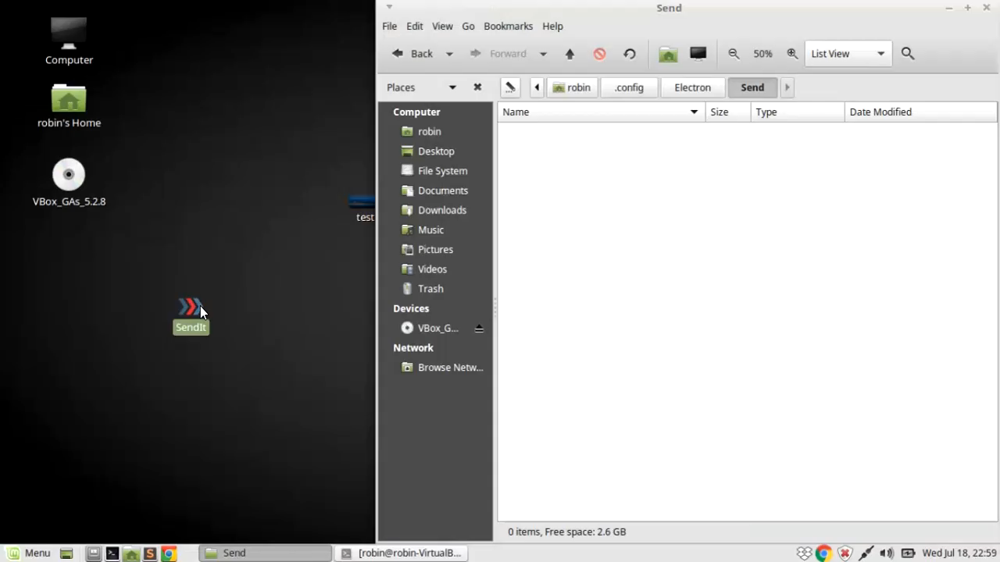 Computer
robin's Home
VBox_GAs_5.2.8
test
SendIt
Send
File Edit View Go Bookmarks Help
Back Forward 50% List View
Places robin .config Electron Send
Name Size Type Date Modified
Computer
robin
Desktop
File System
Documents
Downloads
Music
Pictures
Videos
Trash
Devices
VBox_G...
Network
Browse Netw...
0 items, Free space: 2.6 GB
Menu Send [robin@robin-VirtualB... Wed Jul 18, 22:59